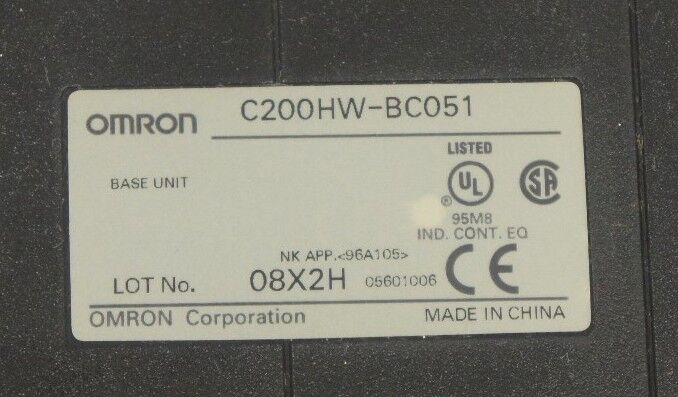 OMRON C200HW-BC051
LISTED
BASE UNIT
UL ® SA
95M8
IND. CONT. EQ
NK APP.<96A105>
LOT No. 08X2H 05601006 CE
OMRON Corporation MADE IN CHINA